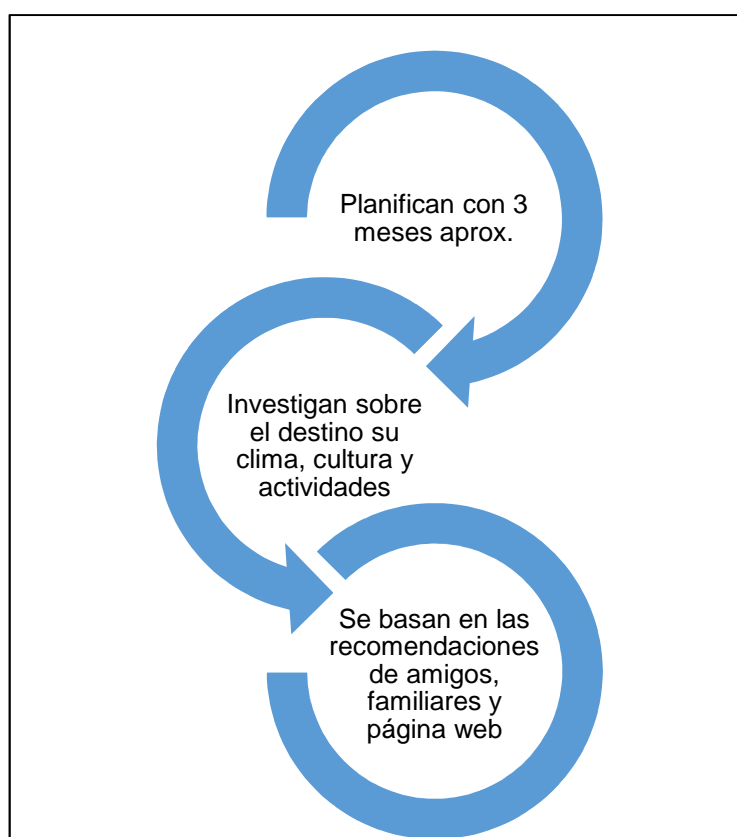 Planifican con 3
meses aprox.
Investigan sobre
el destino su
clima, cultura y
actividades
Se basan en las
recomendaciones
de amigos,
familiares y
página web